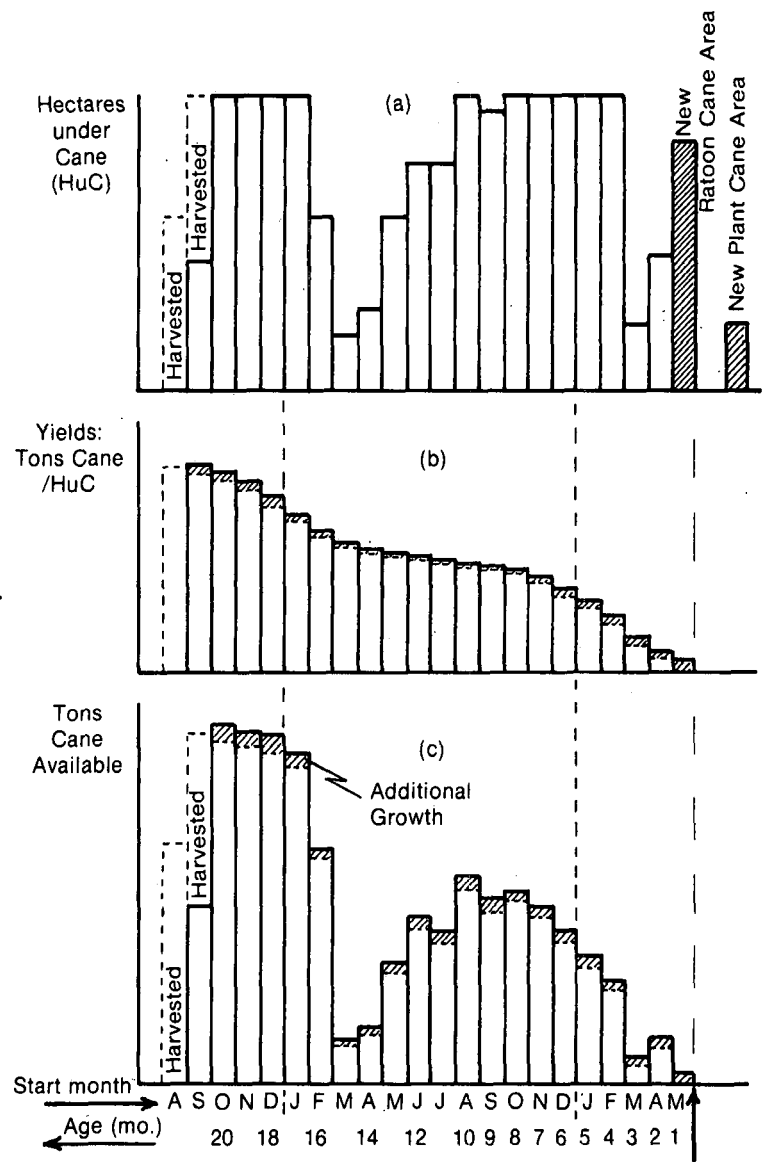 Hectares
under
Cane
(HuC)
(a)
Harvested
Harvested
New
Ratoon Cane Area
New Plant Cane Area
Yields:
Tons Cane
/HuC
(b)
Tons
Cane
Available
(c)
Additional
Growth
Harvested
Harvested
Start month
A S O N D J F M A M J J A S O N D J F M A M
Age (mo.)
20 18 16 14 12 10 9 8 7 6 5 4 3 2 1